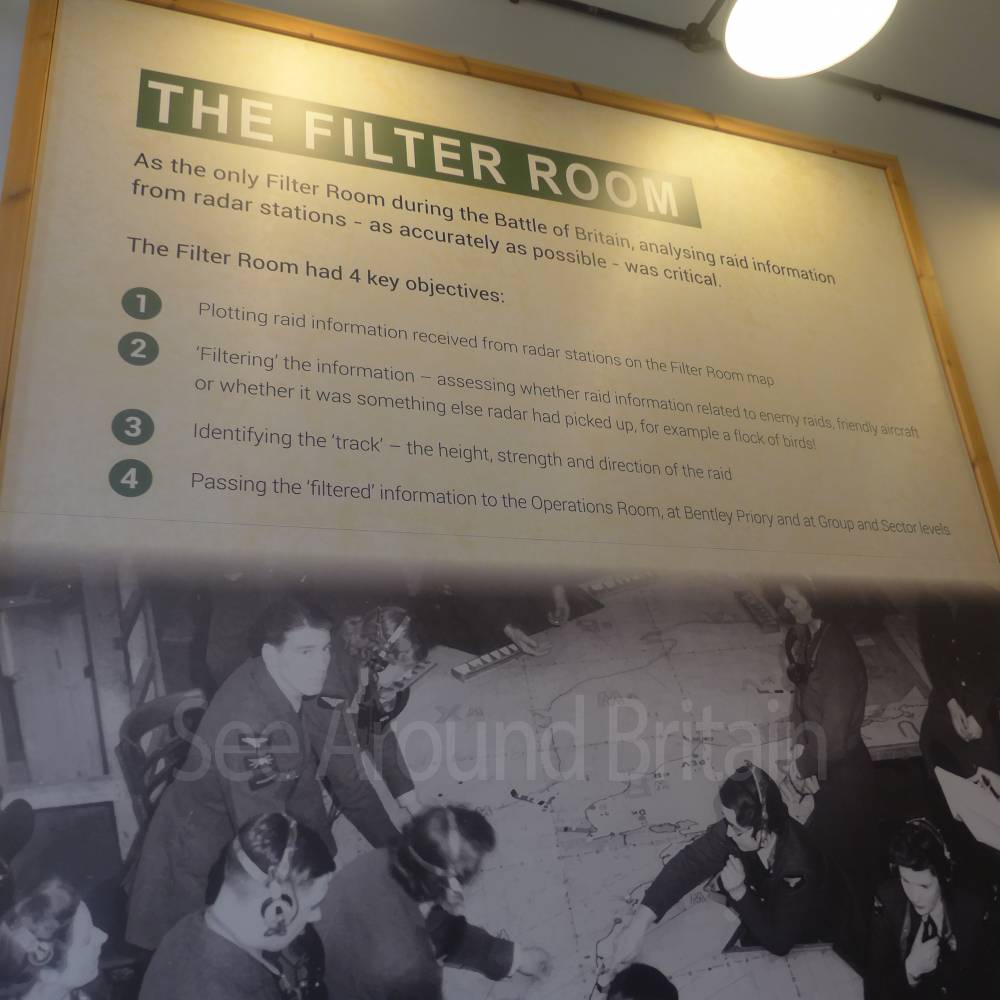 THE FILTER ROOM
As the only Filter Room during the Battle of Britain, analysing raid information
from radar stations - as accurately as possible - was critical.
The Filter Room had 4 key objectives:
1 Plotting raid information received from radar stations on the Filter Room map
2 ‘Filtering’ the information – assessing whether raid information related to enemy raids, friendly aircraft
or whether it was something else radar had picked up, for example a flock of birds!
3 Identifying the ‘track’ – the height, strength and direction of the raid
4 Passing the ‘filtered’ information to the Operations Room, at Bentley Priory and at Group and Sector levels.
See Around Britain